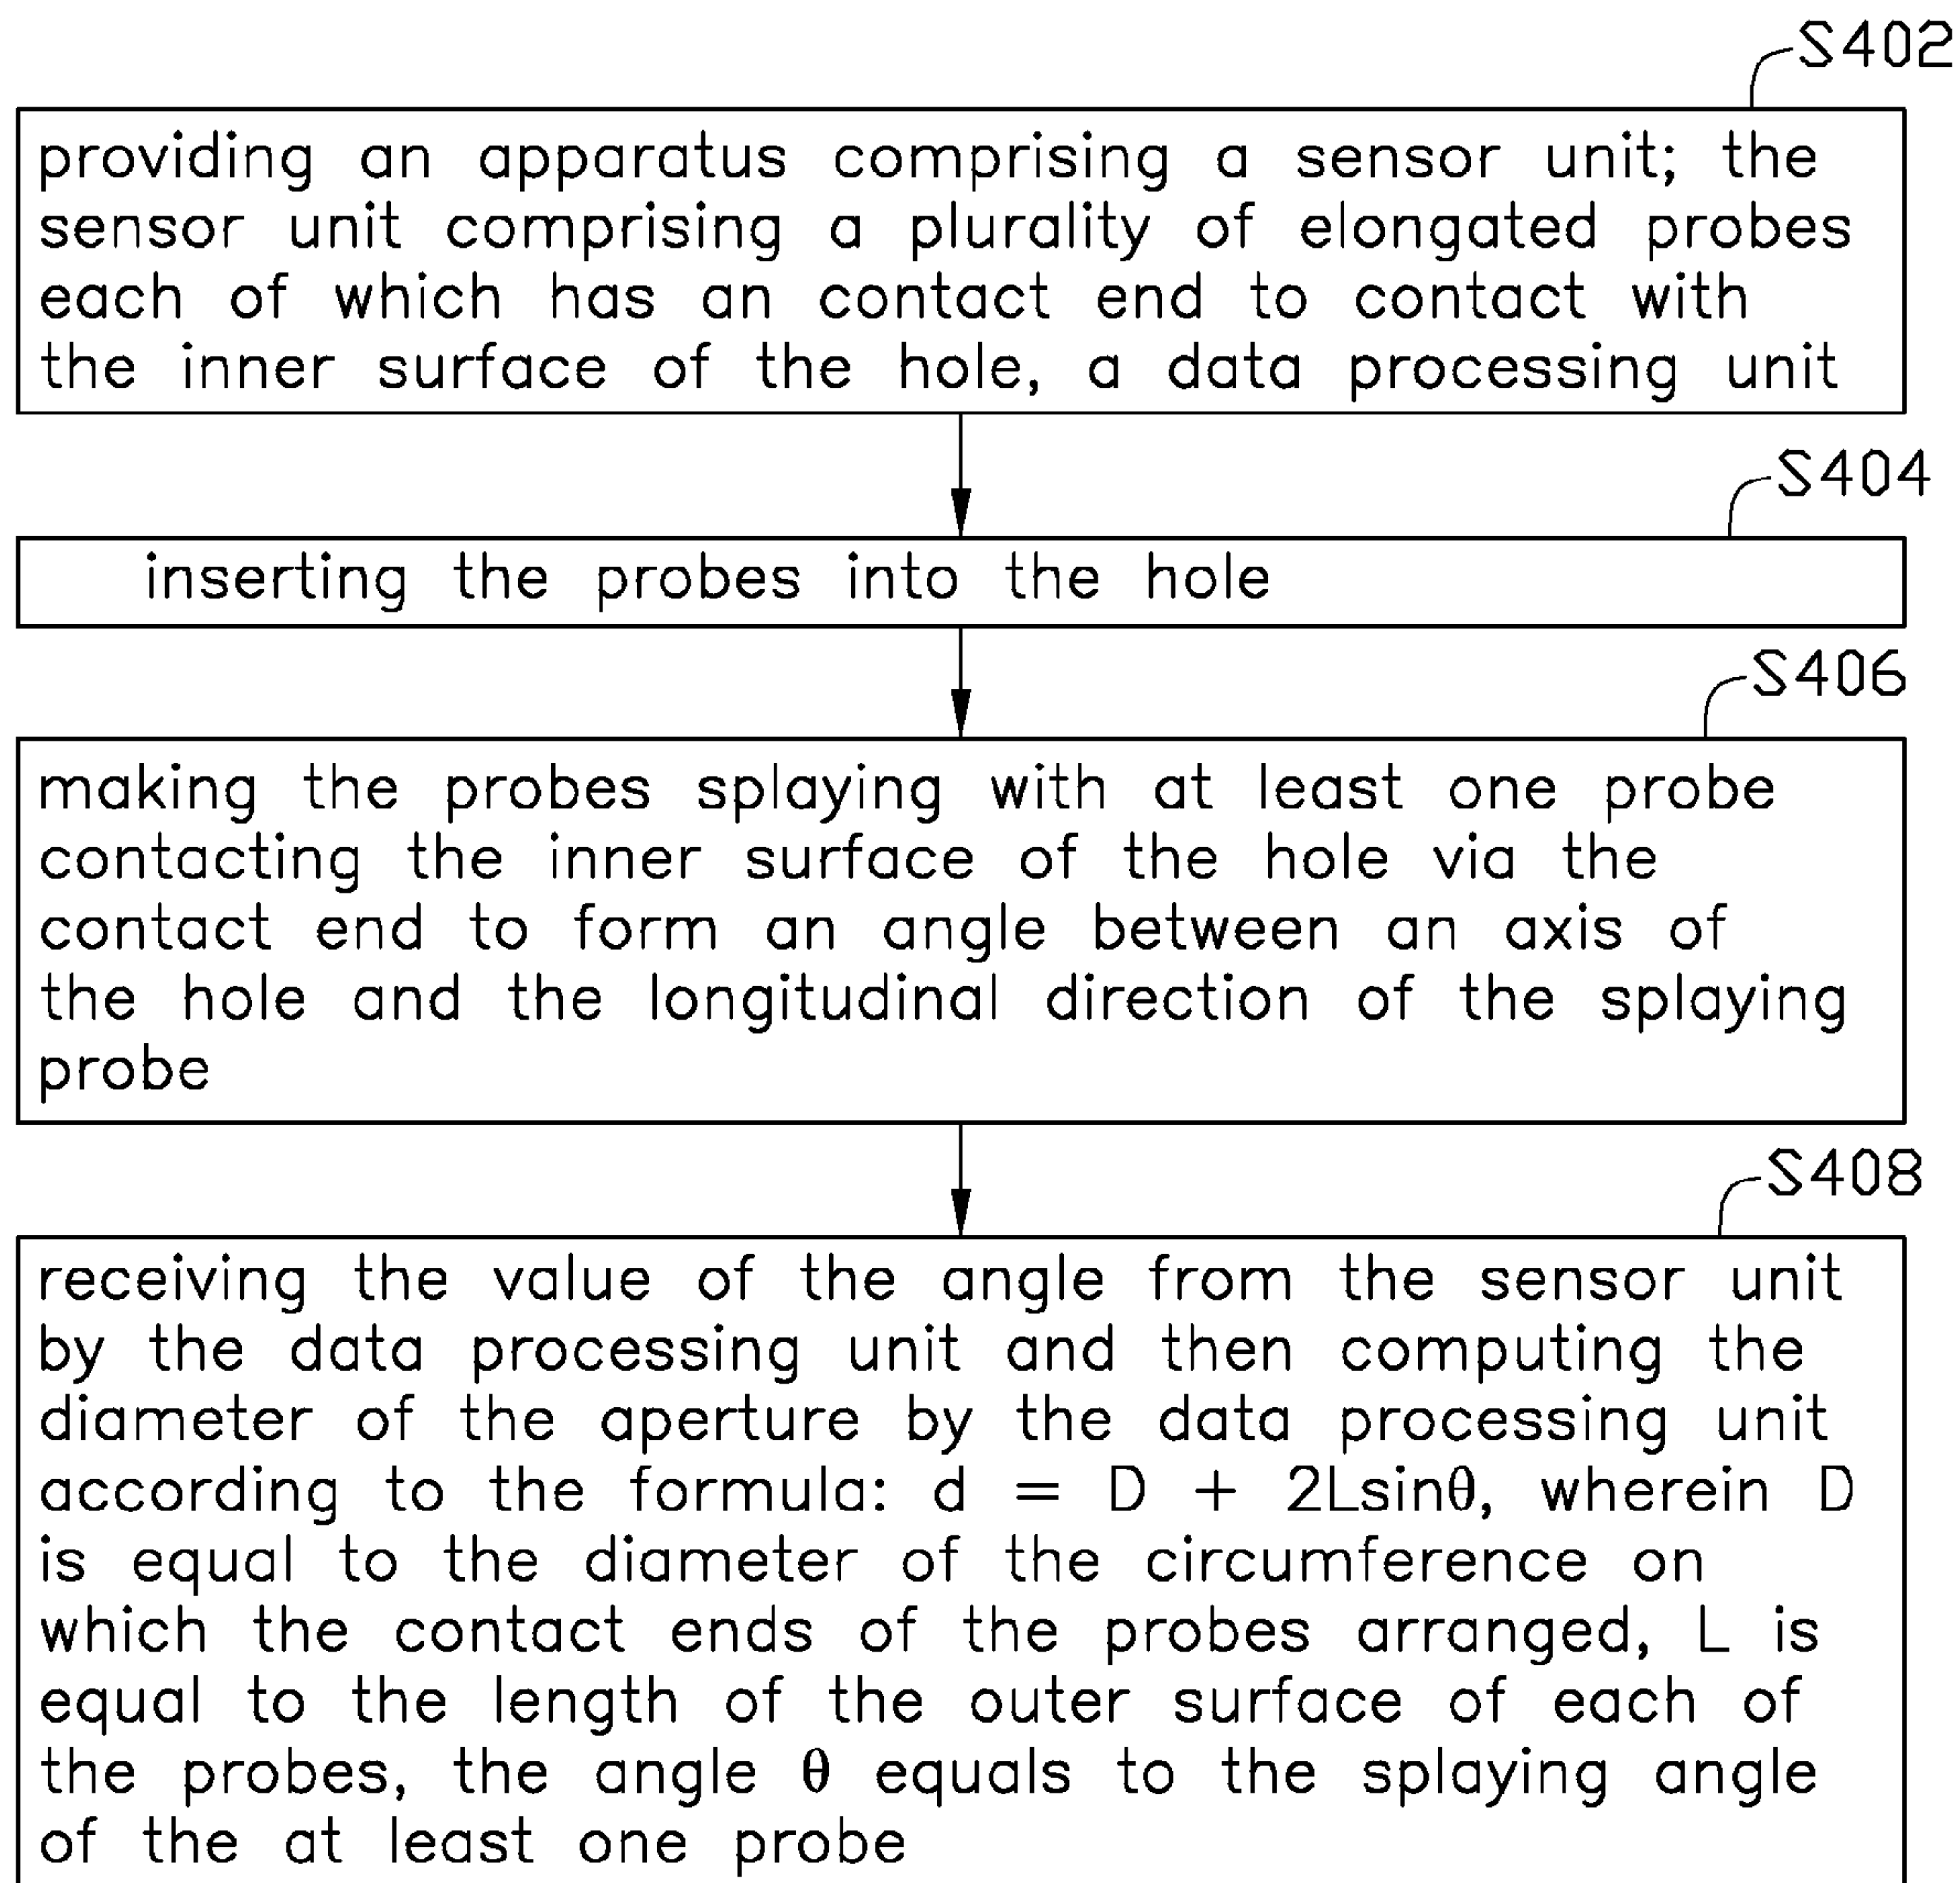 S402
providing an apparatus comprising a sensor unit; the
sensor unit comprising a plurality of elongated probes
each of which has an contact end to contact with
the inner surface of the hole, a data processing unit
S404
inserting the probes into the hole
S406
making the probes splaying with at least one probe
contacting the inner surface of the hole via the
contact end to form an angle between an axis of
the hole and the longitudinal direction of the splaying
probe
S408
receiving the value of the angle from the sensor unit
by the data processing unit and then computing the
diameter of the aperture by the data processing unit
according to the formula: d = D + 2Lsinθ, wherein D
is equal to the diameter of the circumference on
which the contact ends of the probes arranged, L is
equal to the length of the outer surface of each of
the probes, the angle θ equals to the splaying angle
of the at least one probe